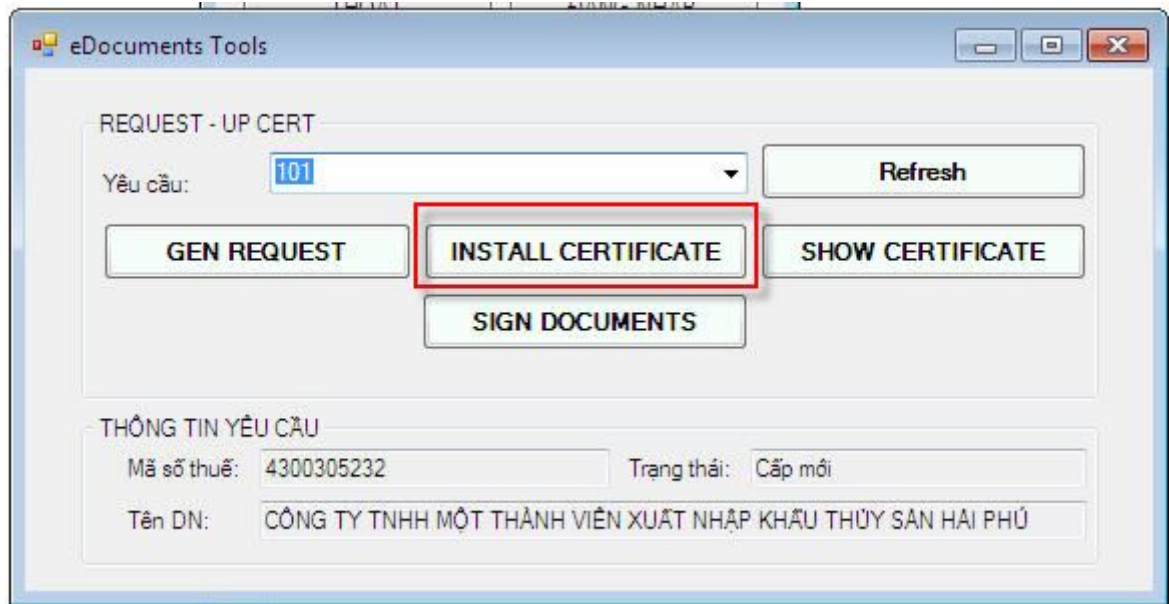 eDocuments Tools
REQUEST - UP CERT
Yêu cầu: 101 Refresh
GEN REQUEST INSTALL CERTIFICATE SHOW CERTIFICATE
SIGN DOCUMENTS
THÔNG TIN YÊU CẦU
Mã số thuế: 4300305232 Trạng thái: Cấp mới
Tên DN: CÔNG TY TNHH MỘT THÀNH VIÊN XUẤT NHẬP KHẨU THỦY SẢN HẢI PHÚ